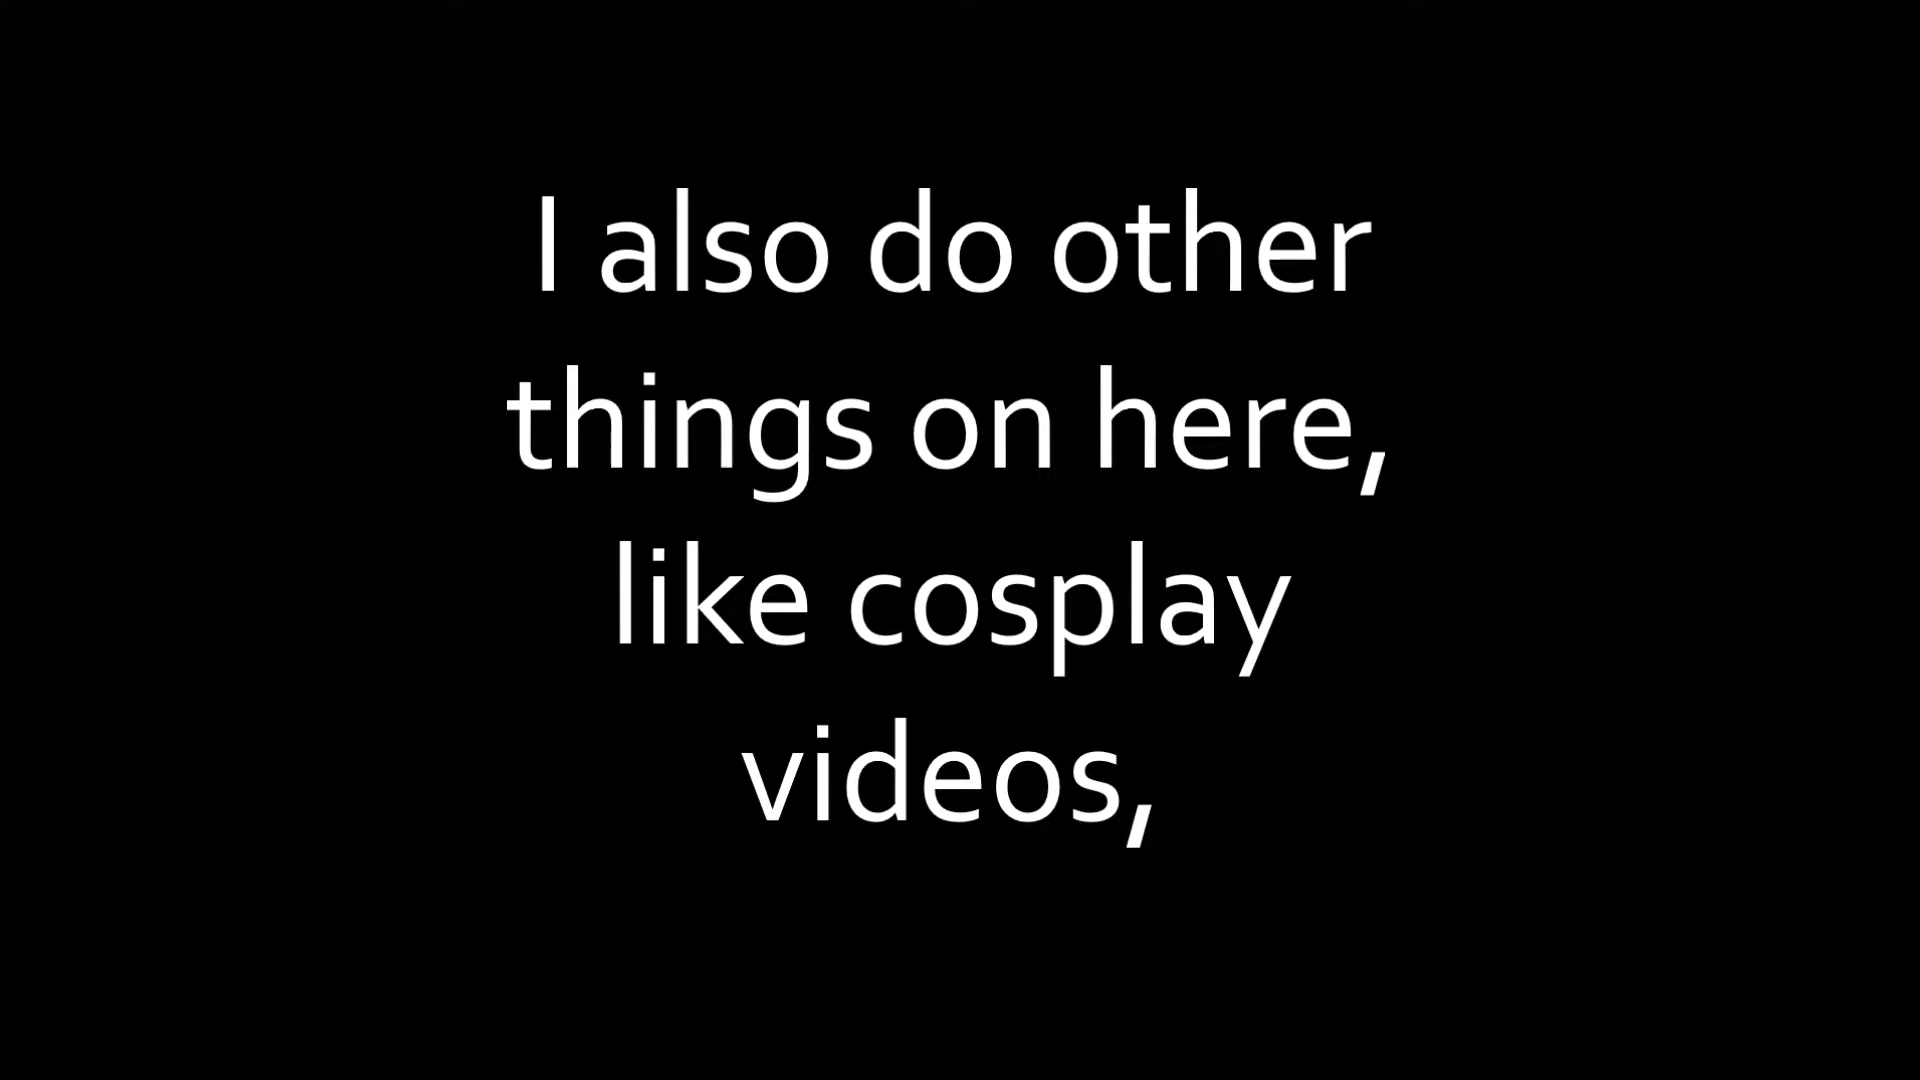 I also do other
things on here,
like cosplay
videos,